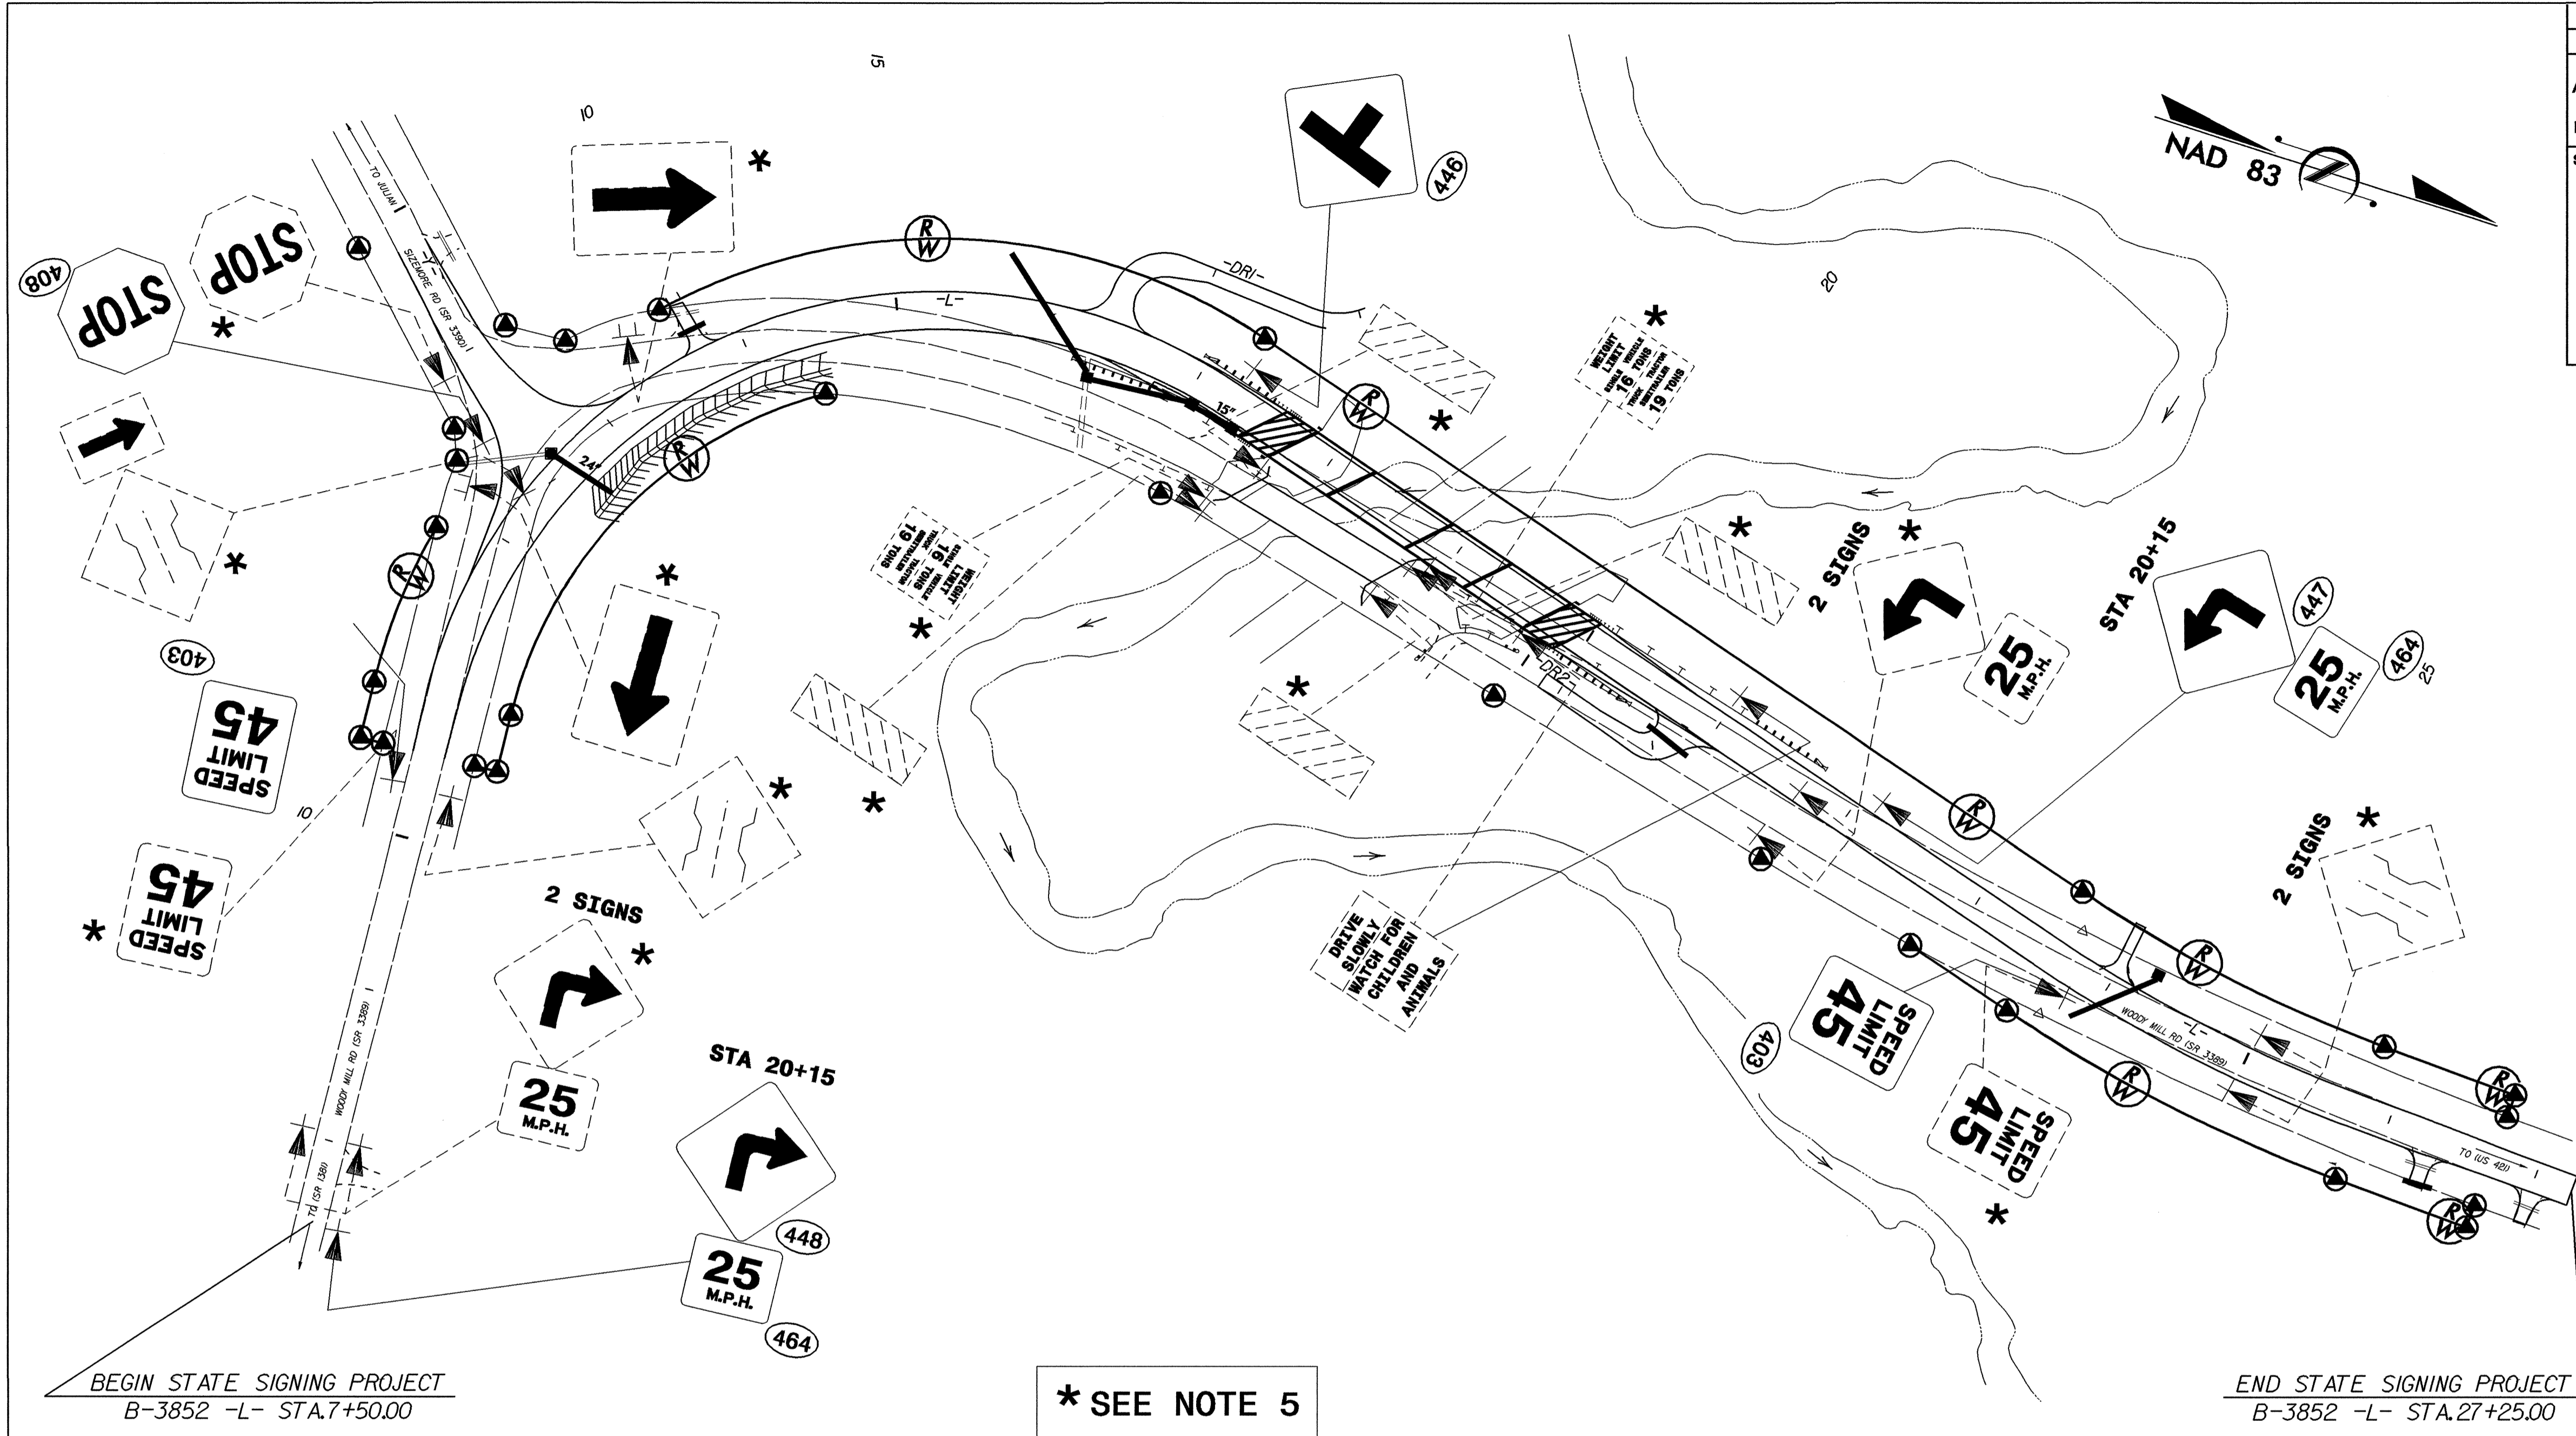 15
10
NAD 83
*
446
STOP
STOP
*
408
TO JULIAN
-Y-
SIZEMORE RD (SR 3390)
R/W
-L-
-DR1-
20
*
WEIGHT
LIMIT
SINGLE VEHICLE
16 TONS
TRUCK TRACTOR
SEMITRAILER
19 TONS
*
R/W
15"
24"
R/W
*
R/W
*
WEIGHT
LIMIT
SINGLE VEHICLE
16 TONS
TRUCK TRACTOR
SEMITRAILER
19 TONS
*
*
2 SIGNS
*
25
M.P.H.
STA 20+15
447
25
M.P.H.
464
25
403
SPEED
LIMIT
45
10
SPEED
LIMIT
45
*
*
*
*
-DR2-
R/W
2 SIGNS
*
2 SIGNS
*
25
M.P.H.
DRIVE
SLOWLY
WATCH FOR
CHILDREN
AND
ANIMALS
R/W
SPEED
LIMIT
45
403
SPEED
LIMIT
45
*
R/W
WOODY MILL RD (SR 3389)
-L-
R/W
TO (US 421)
R/W
WOODY MILL RD (SR 3389)
TO (SR 1381)
STA 20+15
448
25
M.P.H.
464
BEGIN STATE SIGNING PROJECT
B-3852 -L- STA.7+50.00
* SEE NOTE 5
END STATE SIGNING PROJECT
B-3852 -L- STA.27+25.00